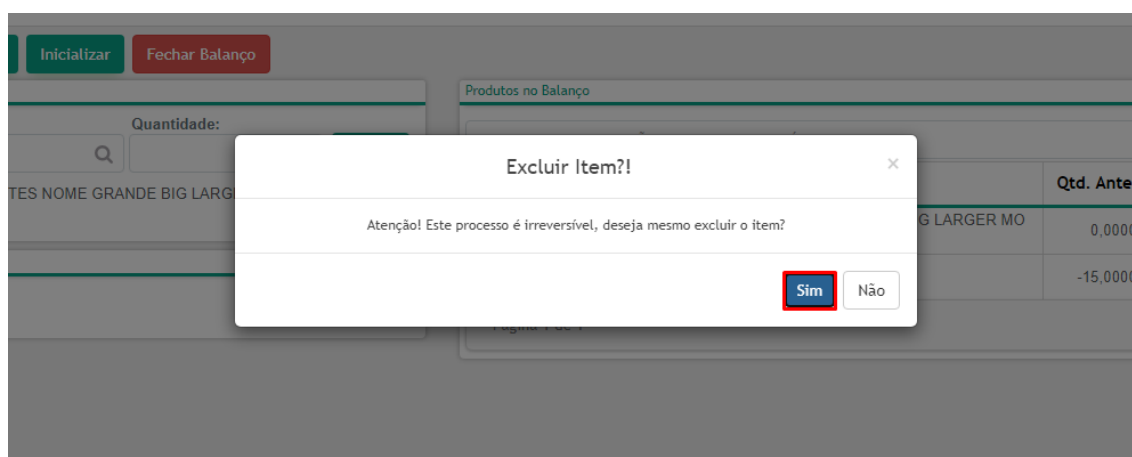 Inicializar
Fechar Balanço
Produtos no Balanço
Quantidade:
TES NOME GRANDE BIG LARG
Excluir Item?!
×
Atenção! Este processo é irreversível, deseja mesmo excluir o item?
Sim
Não
Qtd. Ante
G LARGER MO
0,0000
-15,0000